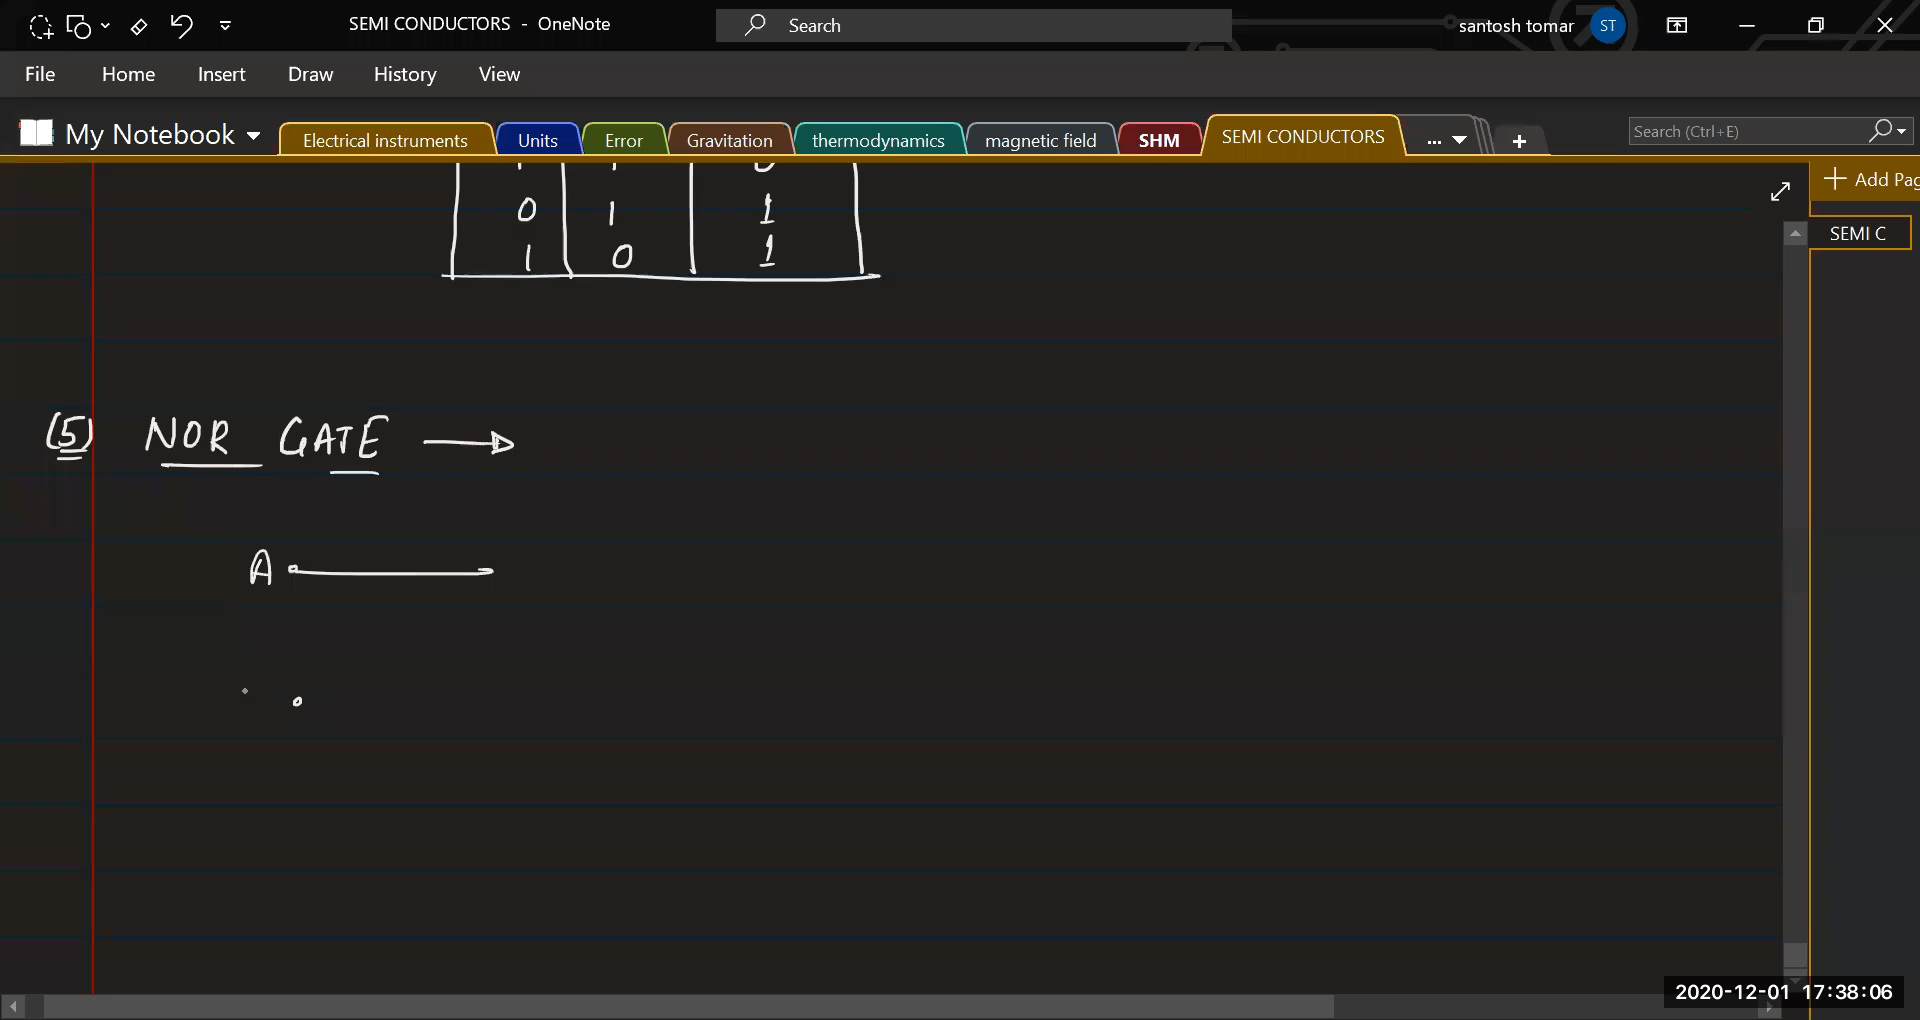 SEMI CONDUCTORS - OneNote
Search
santosh tomar
ST
File Home Insert Draw History View
My Notebook
Electrical instruments Units Error Gravitation thermodynamics magnetic field SHM SEMI CONDUCTORS ... +
Search (Ctrl+E)
Add Pag
SEMI C
0 1 1
1 0 1
(5) NOR GATE
A
2020-12-01 17:38:06